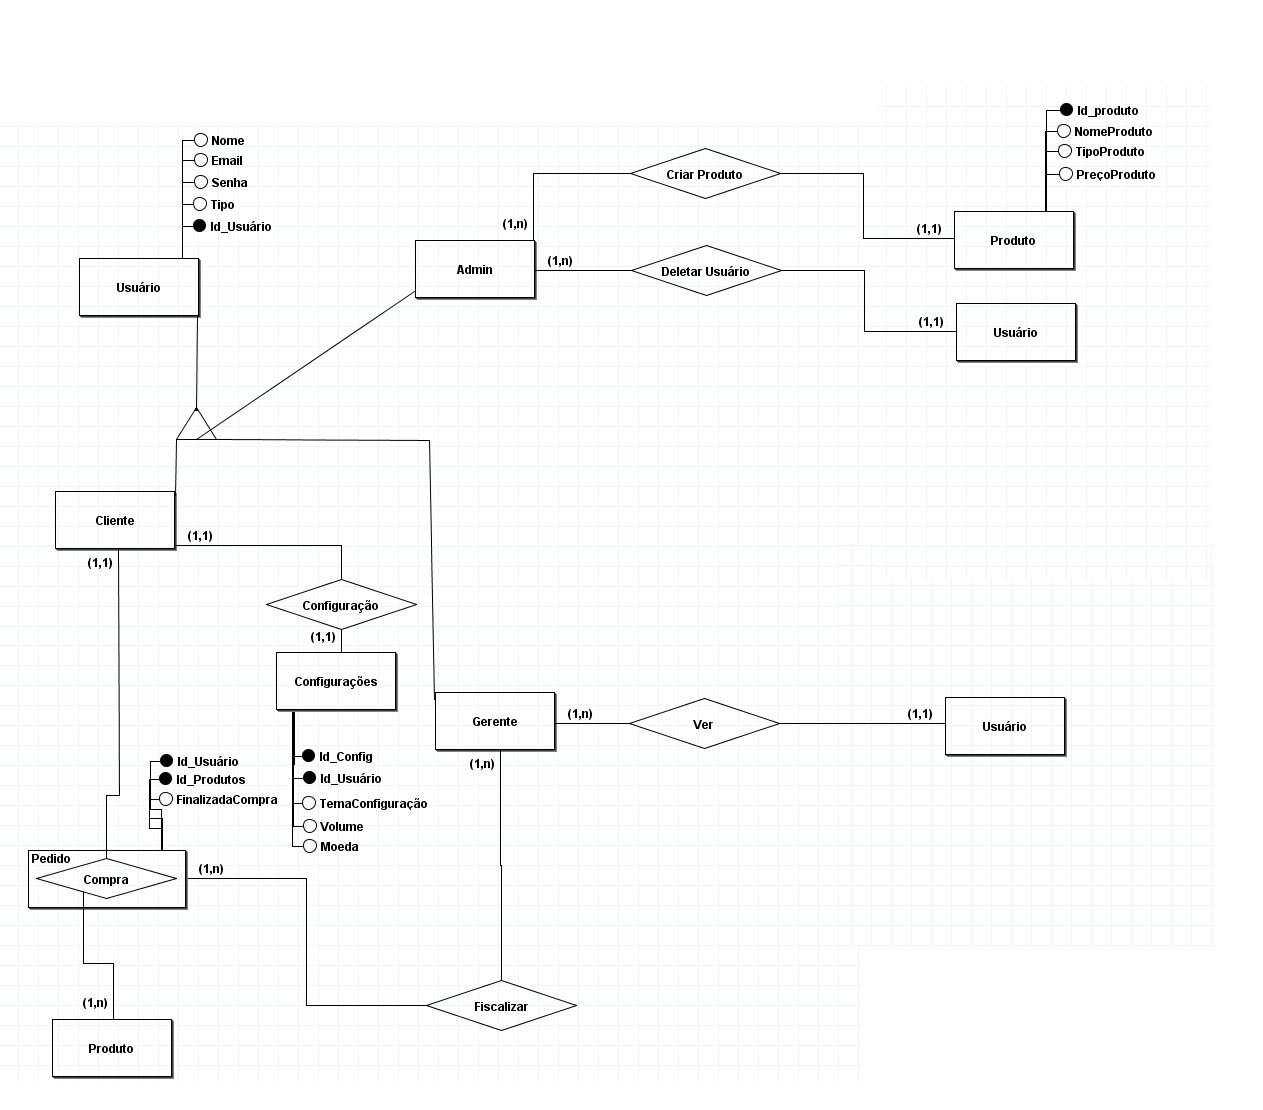 Id_produto
NomeProduto
TipoProduto
PreçoProduto
Nome
Email
Senha
Tipo
Id_Usuário
Usuário
Criar Produto
(1,n)
(1,1)
Produto
Admin
(1,n)
Deletar Usuário
(1,1)
Usuário
Cliente
(1,1)
(1,1)
Configuração
(1,1)
Configurações
Gerente
(1,n)
Ver
(1,1)
Usuário
(1,n)
Id_Config
Id_Usuário
TemaConfiguração
Volume
Moeda
Id_Usuário
Id_Produtos
FinalizadaCompra
Pedido
Compra
(1,n)
Fiscalizar
(1,n)
Produto